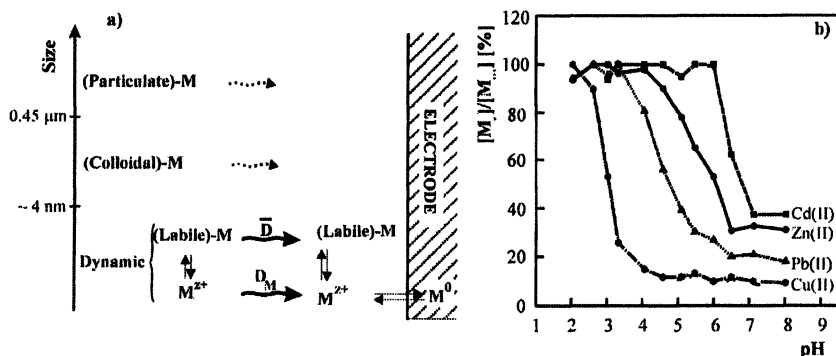 a)
Size
(Particulate)-M
0.45 µm
(Colloidal)-M
~ 4 nm
(Labile)-M
D̅
(Labile)-M
Dynamic
M^z+
D_M
M^z+
M^0
ELECTRODE
b)
120
100
80
60
40
20
0
1 2 3 4 5 6 7 8 9
pH
Cd(II)
Zn(II)
Pb(II)
Cu(II)